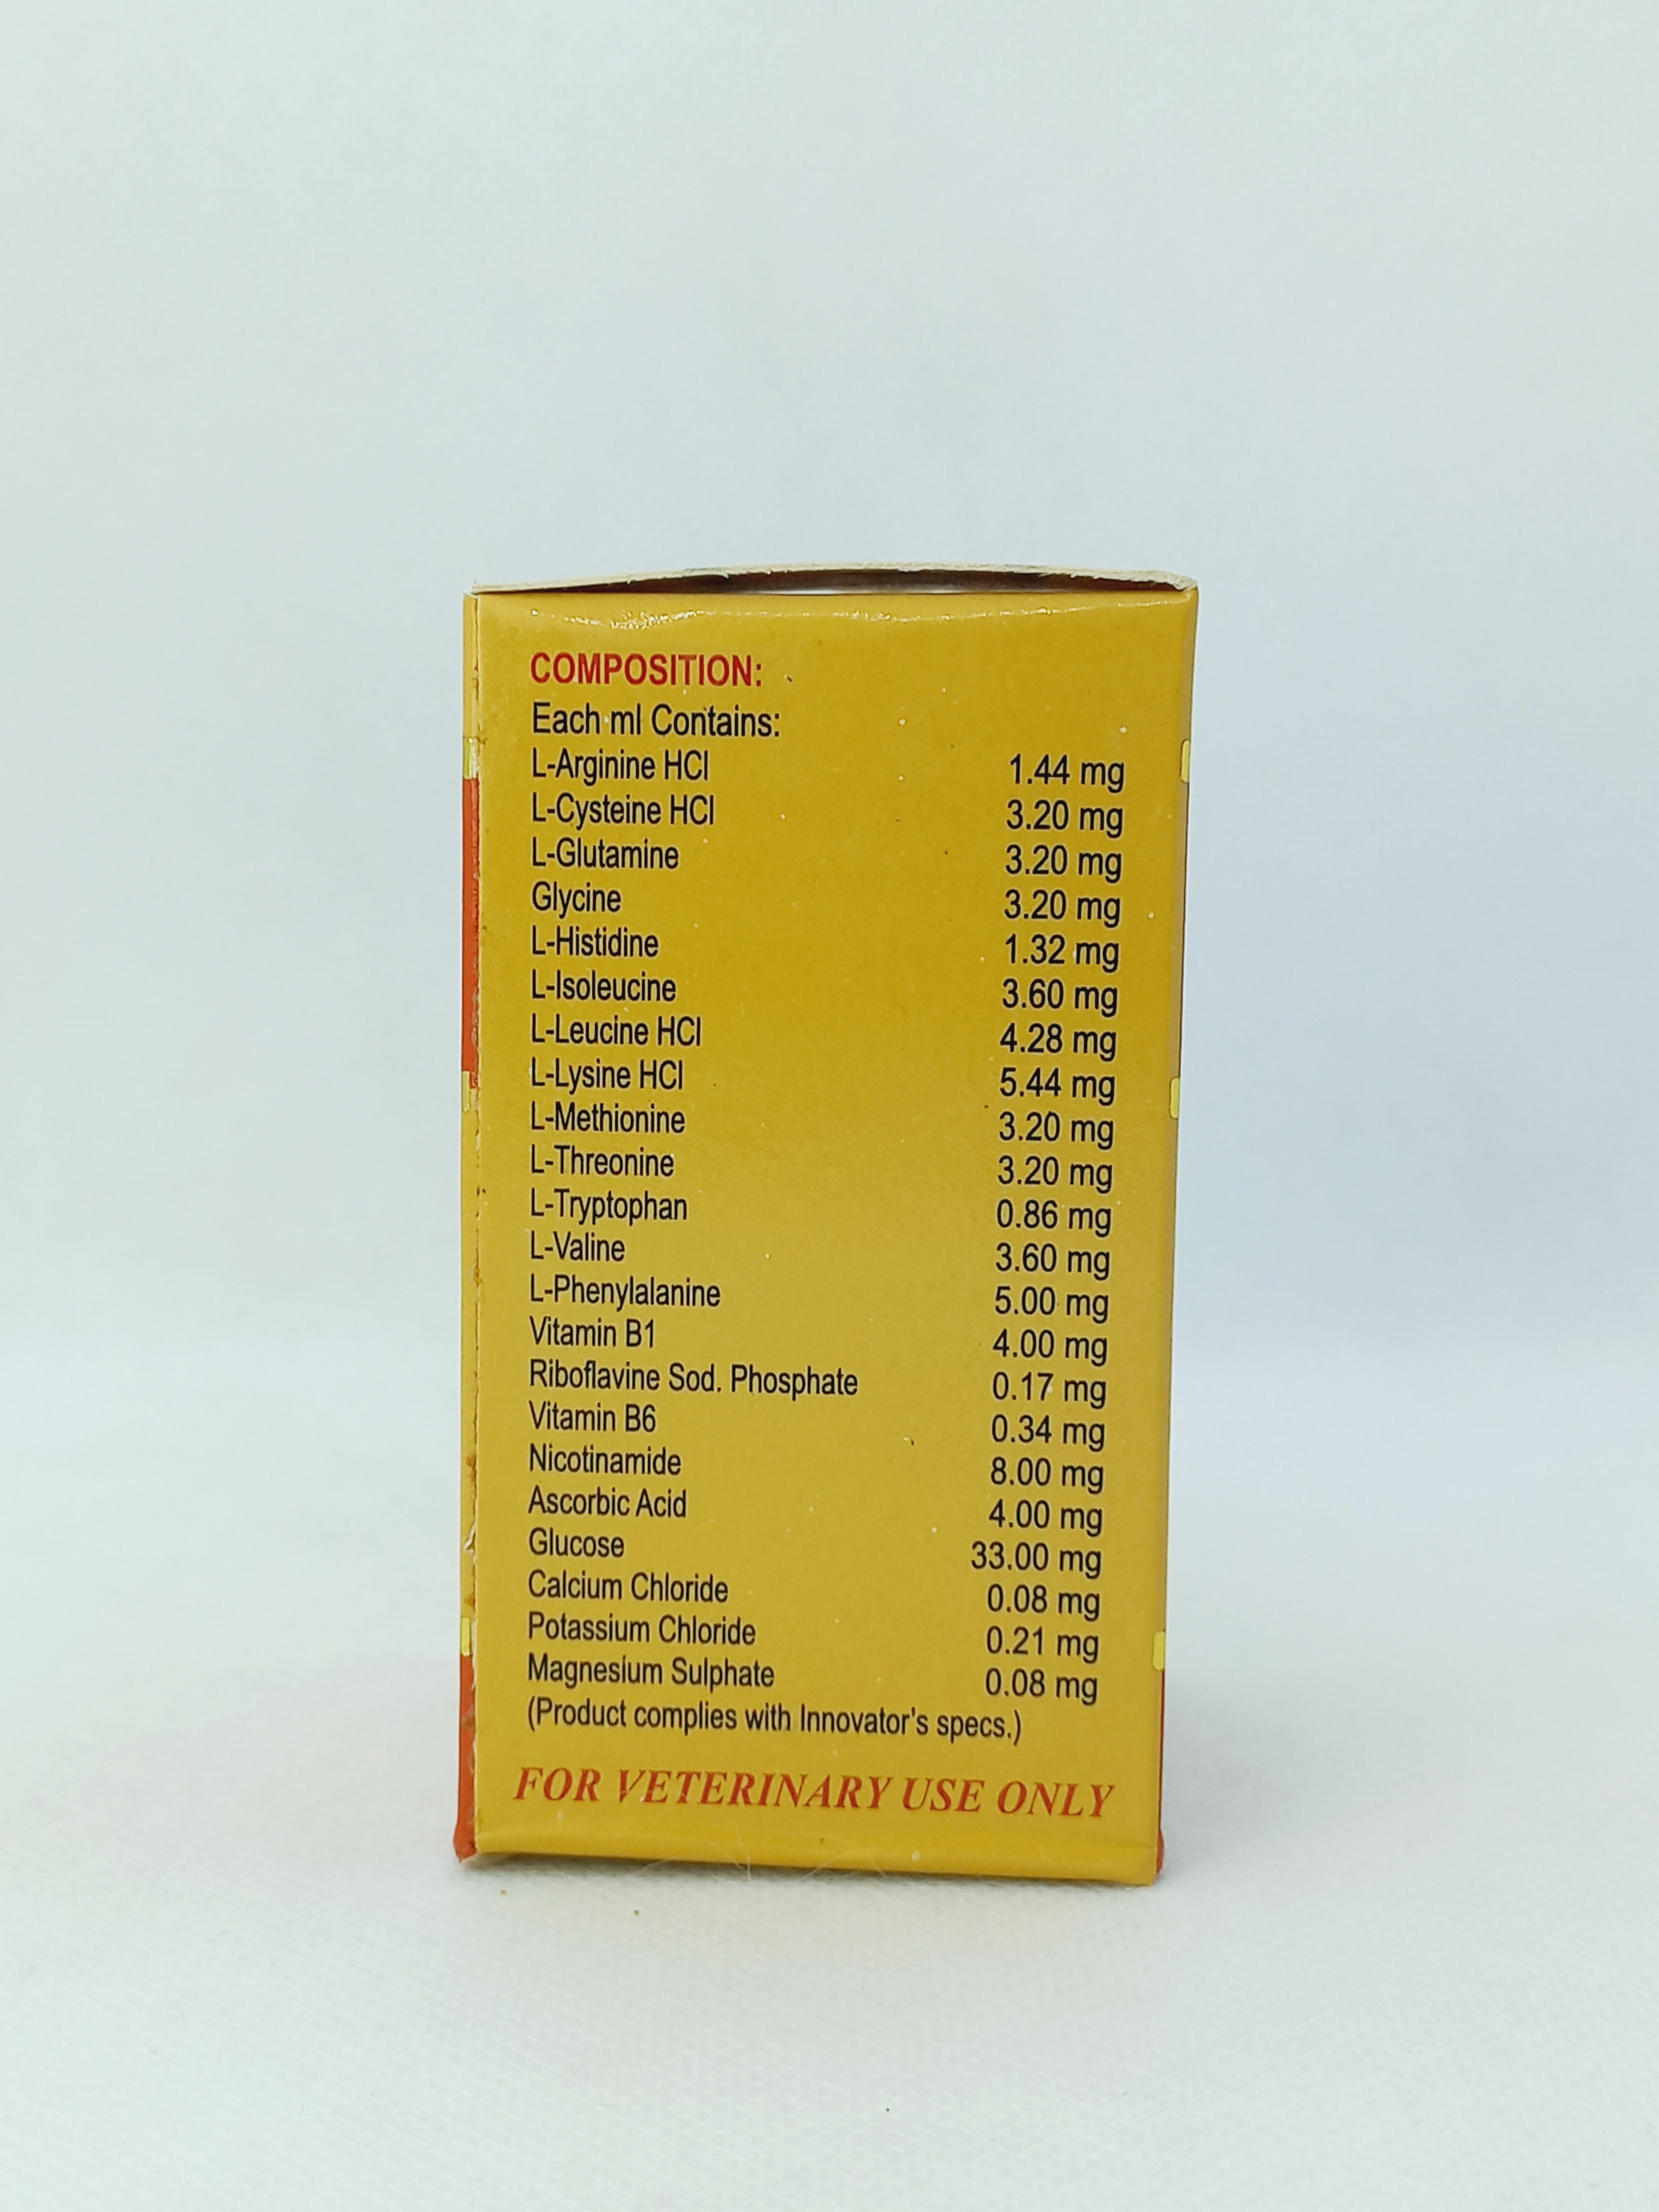 COMPOSITION:
Each ml Contains:
L-Arginine HCl 1.44 mg
L-Cysteine HCl 3.20 mg
L-Glutamine 3.20 mg
Glycine 3.20 mg
L-Histidine 1.32 mg
L-Isoleucine 3.60 mg
L-Leucine HCl 4.28 mg
L-Lysine HCl 5.44 mg
L-Methionine 3.20 mg
L-Threonine 3.20 mg
L-Tryptophan 0.86 mg
L-Valine 3.60 mg
L-Phenylalanine 5.00 mg
Vitamin B1 4.00 mg
Riboflavine Sod. Phosphate 0.17 mg
Vitamin B6 0.34 mg
Nicotinamide 8.00 mg
Ascorbic Acid 4.00 mg
Glucose 33.00 mg
Calcium Chloride 0.08 mg
Potassium Chloride 0.21 mg
Magnesium Sulphate 0.08 mg
(Product complies with Innovator's specs.)
FOR VETERINARY USE ONLY